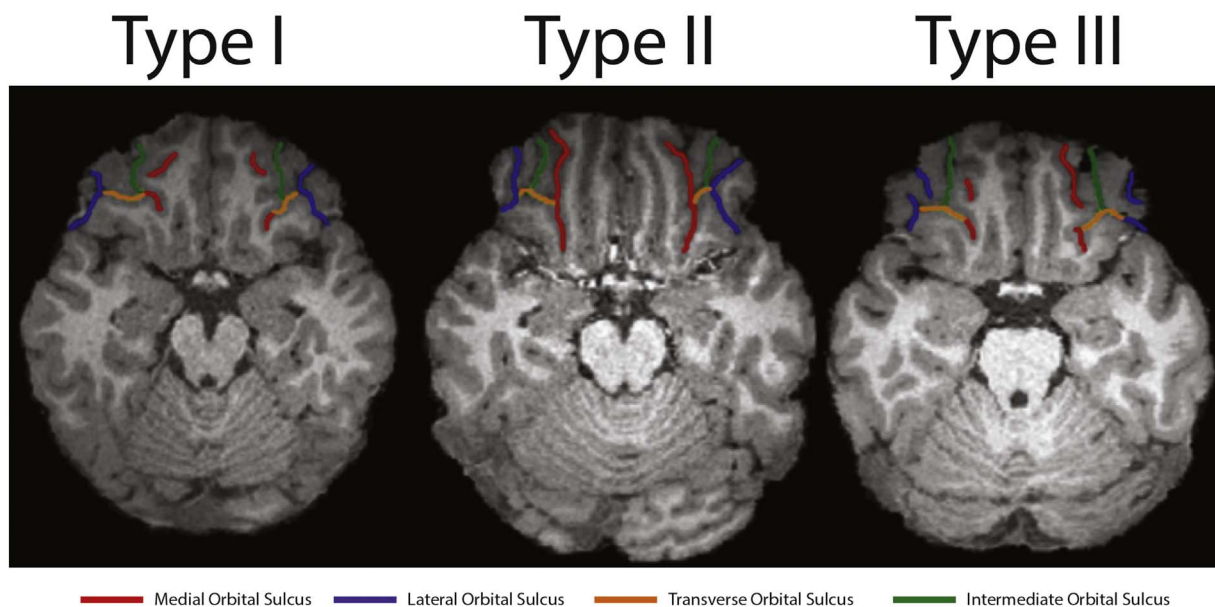 Type I
Type II
Type III
Medial Orbital Sulcus
Lateral Orbital Sulcus
Transverse Orbital Sulcus
Intermediate Orbital Sulcus